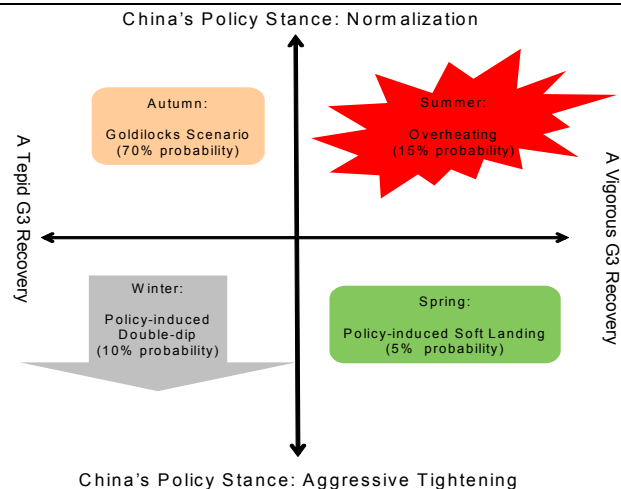 China's Policy Stance: Normalization
Autumn:
Goldilocks Scenario
(70% probability)
Summer:
Overheating
(15% probability)
A Tepid G3 Recovery
A Vigorous G3 Recovery
Winter:
Policy-induced
Double-dip
(10% probability)
Spring:
Policy-induced Soft Landing
(5% probability)
China's Policy Stance: Aggressive Tightening